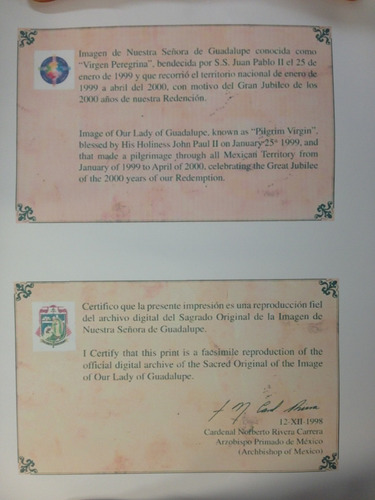 Imagen de Nuestra Señora de Guadalupe conocida como
"Virgen Peregrina", bendecida por S.S. Juan Pablo II el 25 de
enero de 1999 y que recorrió el territorio nacional de enero de
1999 a abril del 2000, con motivo del Gran Jubileo de los
2000 años de nuestra Redención.
Image of Our Lady of Guadalupe, known as "Pilgrim Virgin",
blessed by His Holiness John Paul II on January 25ᵗ 1999, and
that made a pilgrimage through all Mexican Territory from
January of 1999 to April of 2000, celebrating the Great Jubilee
of the 2000 years of our Redemption.
Certifico que la presente impresión es una reproducción fiel
del archivo digital del Sagrado Original de la Imagen de
Nuestra Señora de Guadalupe.
I Certify that this print is a facsimile reproduction of the
official digital archive of the Sacred Original of the Image
of Our Lady of Guadalupe.
12-XII-1998
Cardenal Norberto Rivera Carrera
Arzobispo Primado de México
(Archbishop of Mexico)